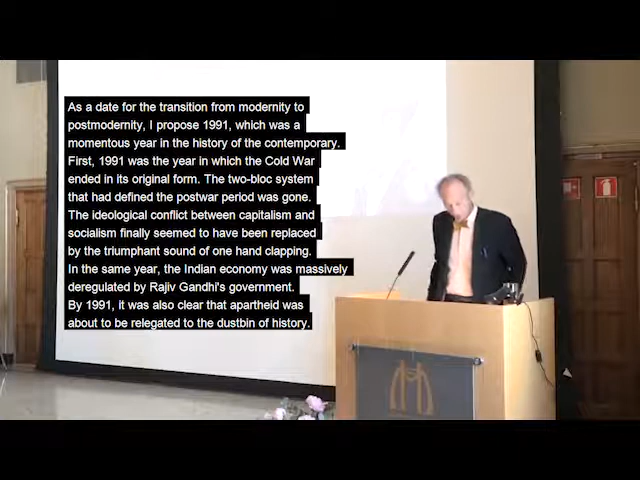 As a date for the transition from modernity to
postmodernity, I propose 1991, which was a
momentous year in the history of the contemporary.
First, 1991 was the year in which the Cold War
ended in its original form. The two-bloc system
that had defined the postwar period was gone.
The ideological conflict between capitalism and
socialism finally seemed to have been replaced
by the triumphant sound of one hand clapping.
In the same year, the Indian economy was massively
deregulated by Rajiv Gandhi's government.
By 1991, it was also clear that apartheid was
about to be relegated to the dustbin of history.